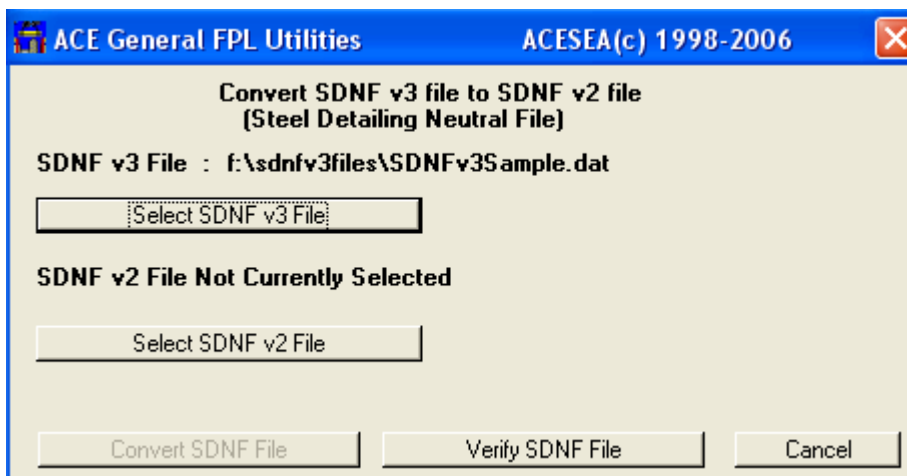 ACE General FPL Utilities ACESEA(c) 1998-2006
Convert SDNF v3 file to SDNF v2 file
(Steel Detailing Neutral File)
SDNF v3 File : f:\sdnfv3files\SDNFv3Sample.dat
Select SDNF v3 File
SDNF v2 File Not Currently Selected
Select SDNF v2 File
Convert SDNF File Verify SDNF File Cancel